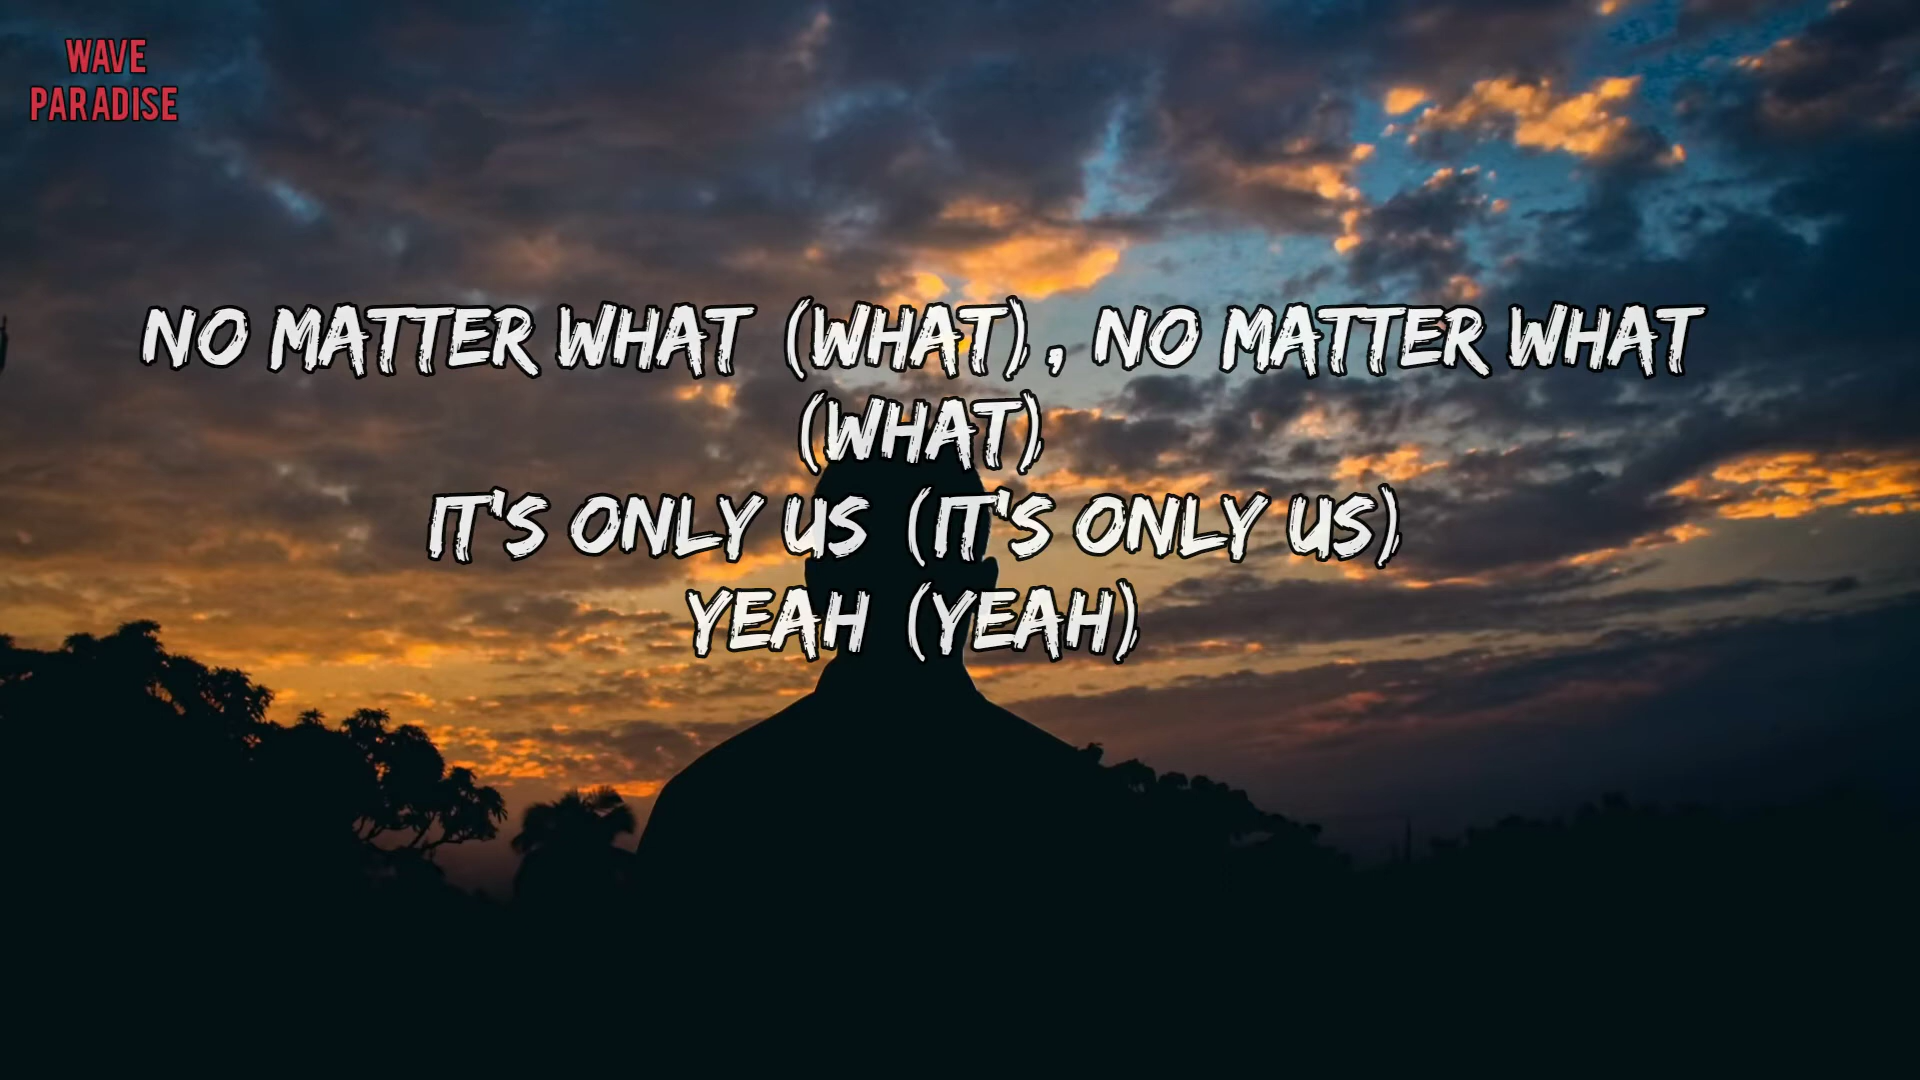 WAVE
PARADISE
NO MATTER WHAT (WHAT), NO MATTER WHAT
(WHAT)
IT'S ONLY US (IT'S ONLY US)
YEAH (YEAH)